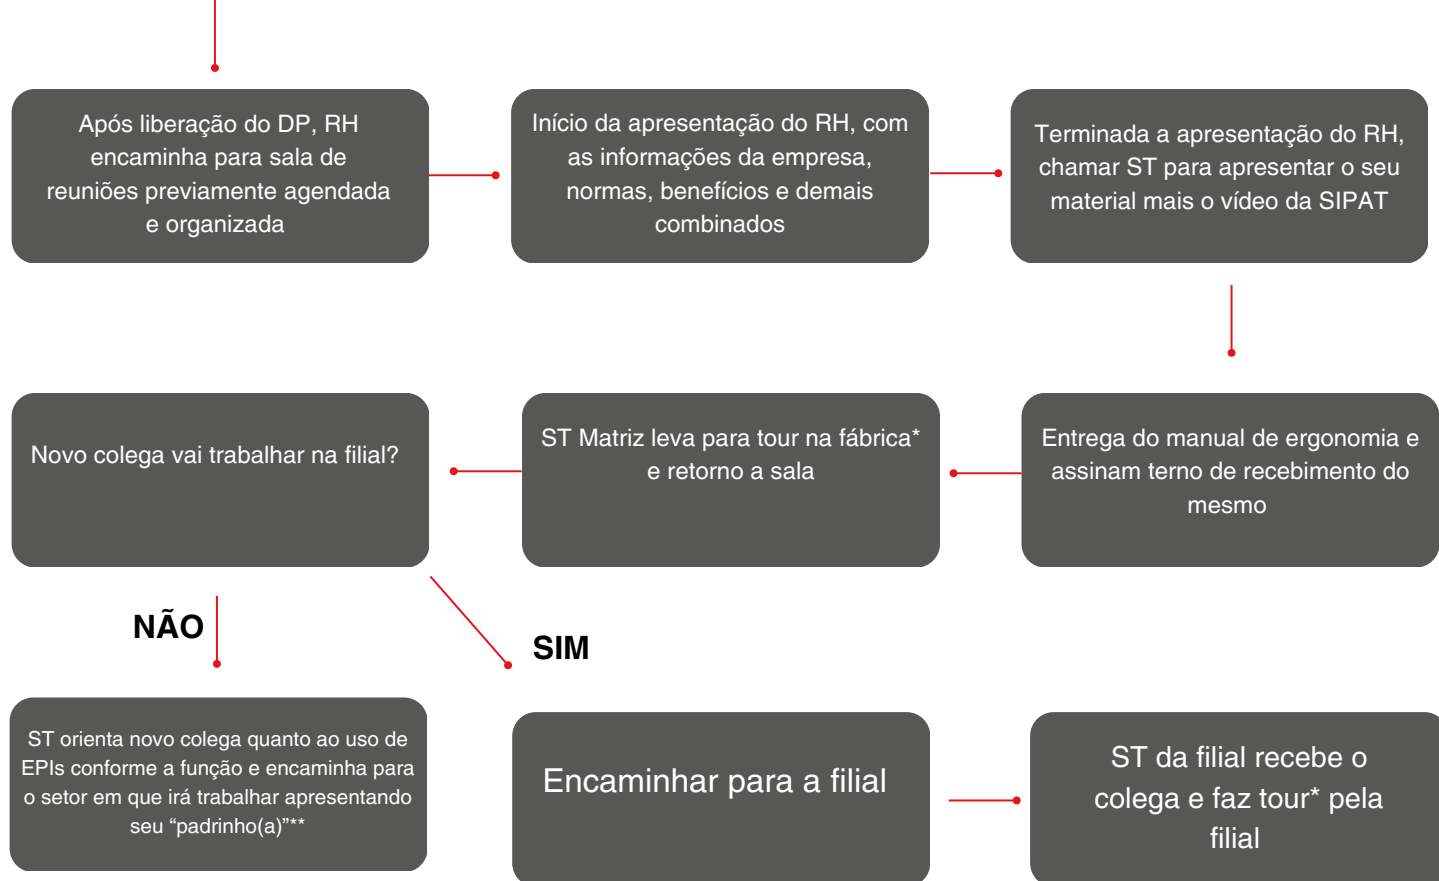 Após liberação do DP, RH
encaminha para sala de
reuniões previamente agendada
e organizada
Início da apresentação do RH, com
as informações da empresa,
normas, benefícios e demais
combinados
Terminada a apresentação do RH,
chamar ST para apresentar o seu
material mais o vídeo da SIPAT
Entrega do manual de ergonomia e
assinam terno de recebimento do
mesmo
ST Matriz leva para tour na fábrica*
e retorno a sala
Novo colega vai trabalhar na filial?
NÃO
SIM
ST orienta novo colega quanto ao uso de
EPIs conforme a função e encaminha para
o setor em que irá trabalhar apresentando
seu “padrinho(a)”**
Encaminhar para a filial
ST da filial recebe o
colega e faz tour* pela
filial